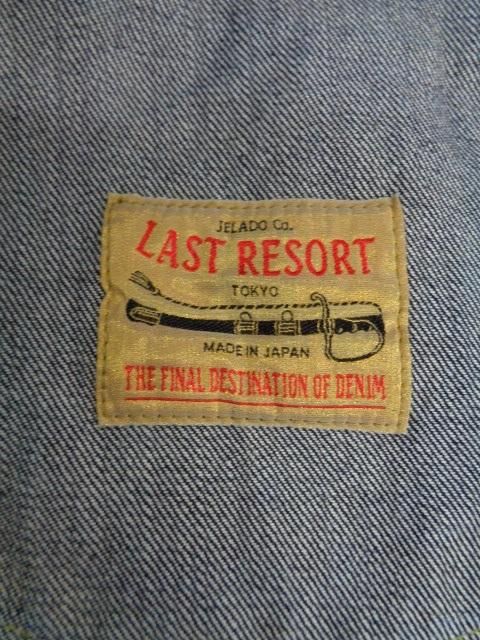 JELADO Co.
LAST RESORT
TOKYO
MADE IN JAPAN
THE FINAL DESTINATION OF DENIM